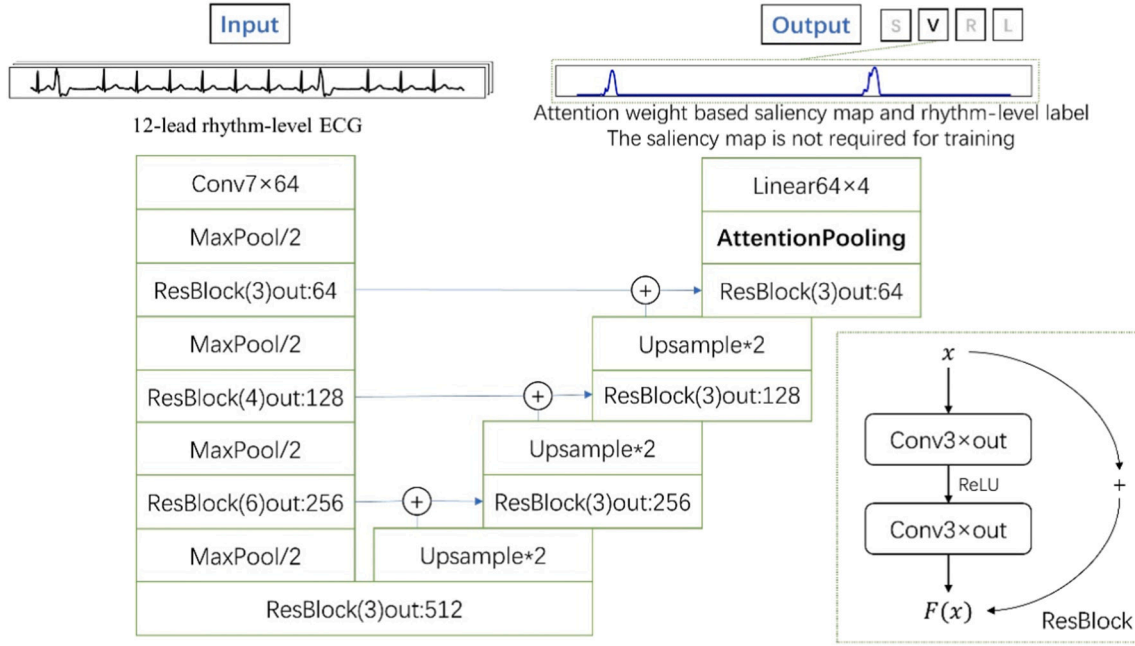 Input
Output
S V R L
12-lead rhythm-level ECG
Attention weight based saliency map and rhythm-level label
The saliency map is not required for training
Conv7×64
MaxPool/2
ResBlock(3)out:64
MaxPool/2
ResBlock(4)out:128
MaxPool/2
ResBlock(6)out:256
MaxPool/2
ResBlock(3)out:512
Upsample*2
+
ResBlock(3)out:256
Upsample*2
+
ResBlock(3)out:128
Upsample*2
+
ResBlock(3)out:64
AttentionPooling
Linear64×4
x
Conv3×out
ReLU
+
Conv3×out
F(x)
ResBlock